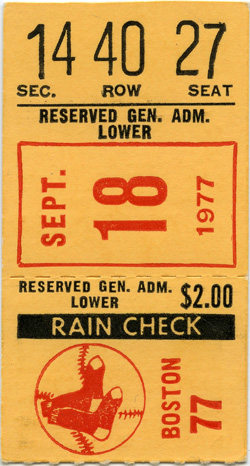 14 40 27
SEC. ROW SEAT
RESERVED GEN. ADM.
LOWER
SEPT. 18 1977
RESERVED GEN. ADM.
LOWER $2.00
RAIN CHECK
BOSTON 77